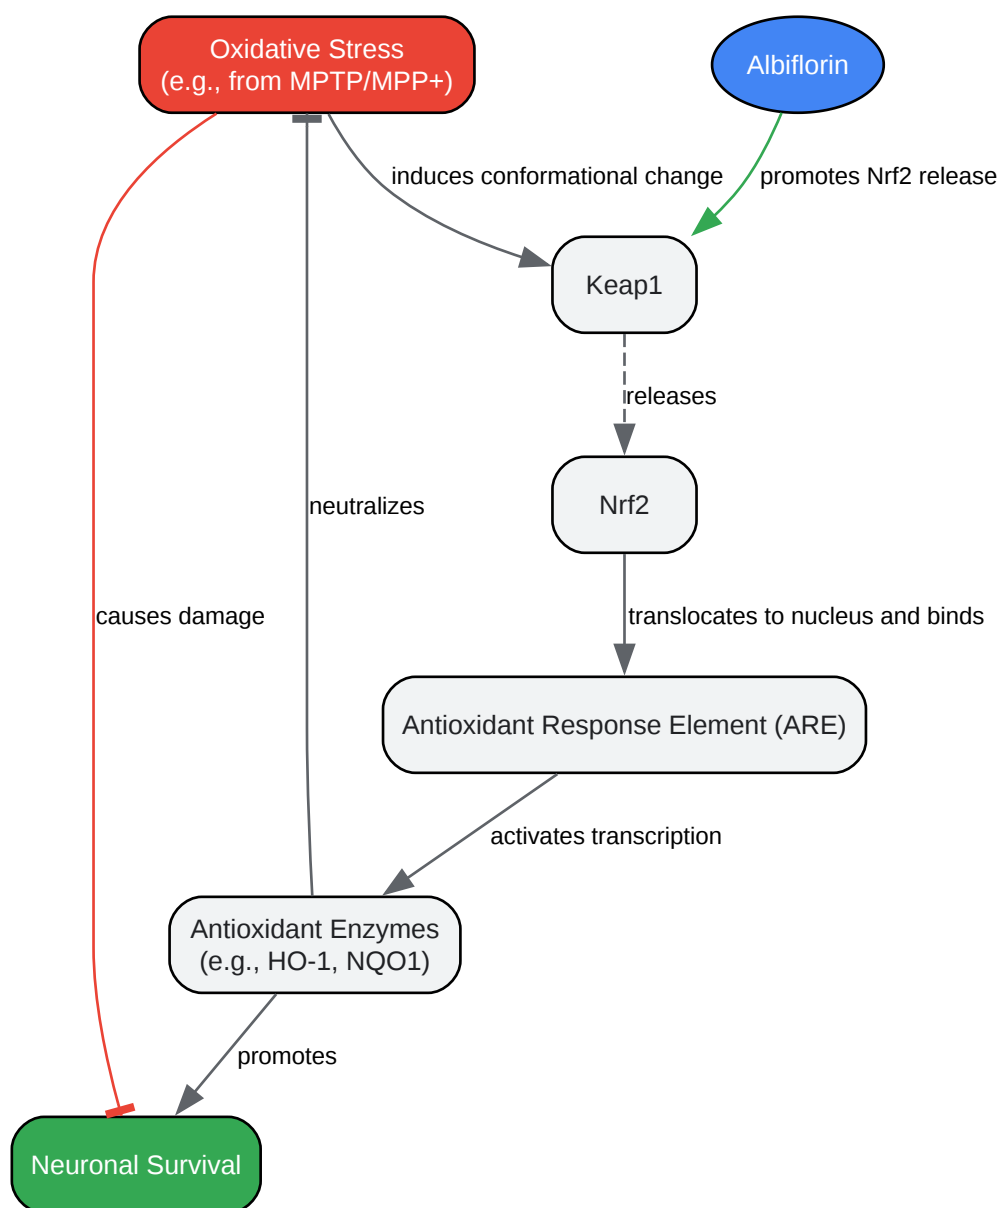 Oxidative Stress
(e.g., from MPTP/MPP+)
Albiflorin
induces conformational change
promotes Nrf2 release
Keap1
releases
Nrf2
neutralizes
causes damage
translocates to nucleus and binds
Antioxidant Response Element (ARE)
activates transcription
Antioxidant Enzymes
(e.g., HO-1, NQO1)
promotes
Neuronal Survival